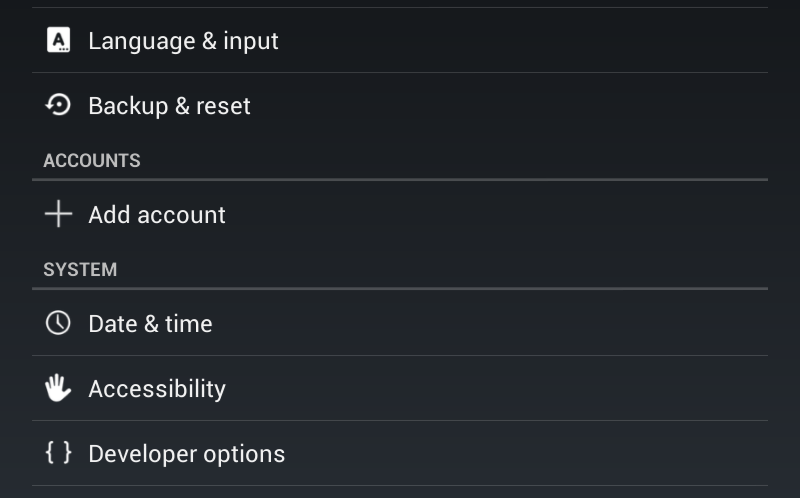 Language & input
Backup & reset
ACCOUNTS
Add account
SYSTEM
Date & time
Accessibility
{ } Developer options